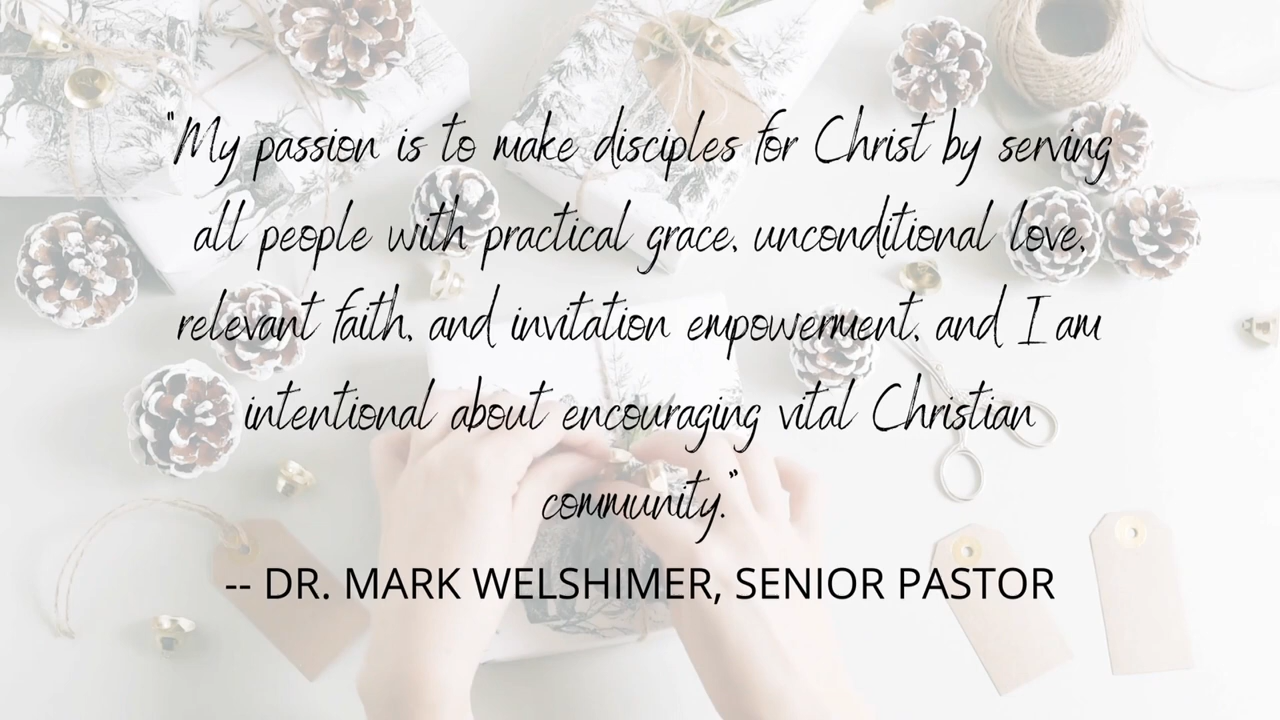 "My passion is to make disciples for Christ by serving
all people with practical grace, unconditional love,
relevant faith, and invitation empowerment, and I am
intentional about encouraging vital Christian
community."
-- DR. MARK WELSHIMER, SENIOR PASTOR